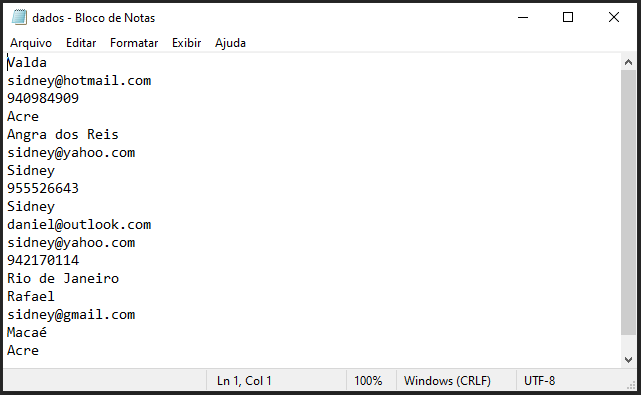 dados - Bloco de Notas
Arquivo Editar Formatar Exibir Ajuda
Valda
sidney@hotmail.com
940984909
Acre
Angra dos Reis
sidney@yahoo.com
Sidney
955526643
Sidney
daniel@outlook.com
sidney@yahoo.com
942170114
Rio de Janeiro
Rafael
sidney@gmail.com
Macaé
Acre
Ln 1, Col 1 100% Windows (CRLF) UTF-8